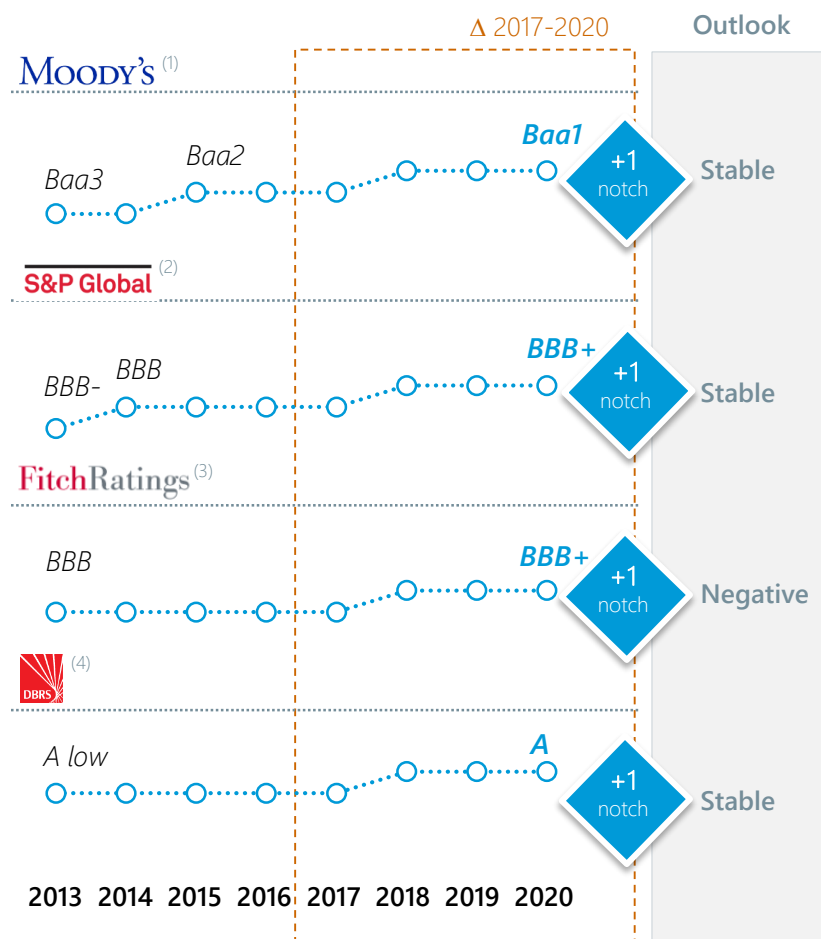 Δ 2017-2020 Outlook
MOODY'S (1)
Baa3 Baa2 Baa1 +1 notch Stable
S&P Global (2)
BBB- BBB BBB+ +1 notch Stable
FitchRatings (3)
BBB BBB+ +1 notch Negative
DBRS (4)
A low A +1 notch Stable
2013 2014 2015 2016 2017 2018 2019 2020